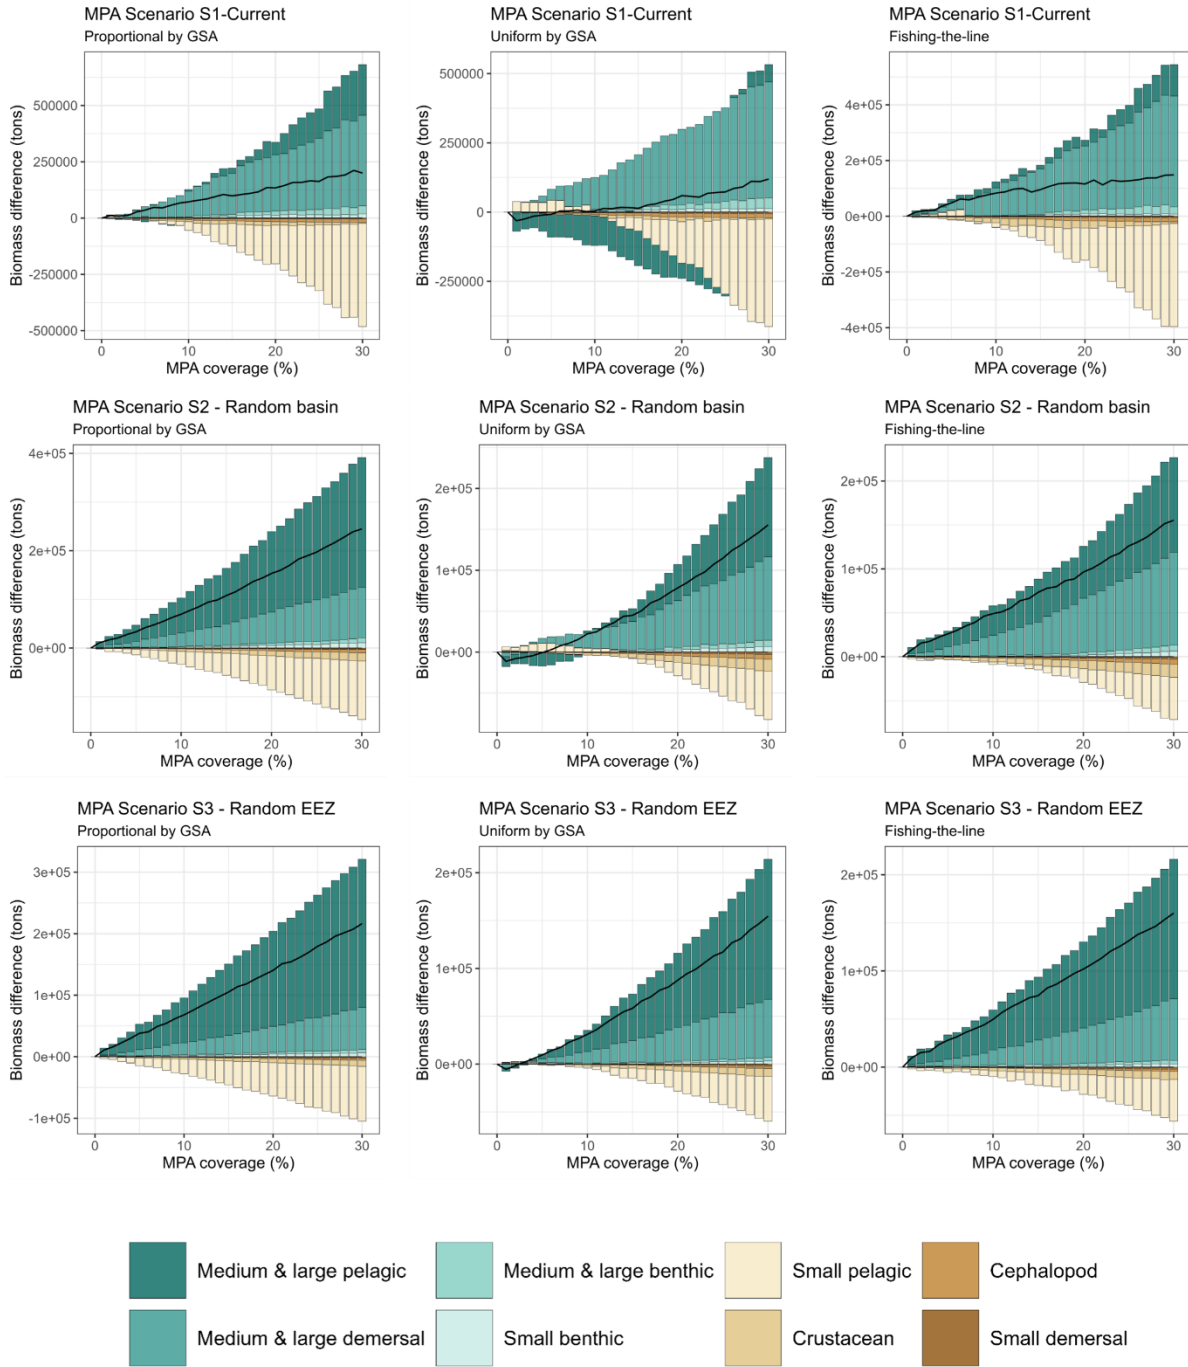 MPA Scenario S1-Current
Proportional by GSA
Biomass difference (tons)
500000
250000
0
-250000
-500000
0 10 20 30
MPA coverage (%)
MPA Scenario S1-Current
Uniform by GSA
Biomass difference (tons)
500000
250000
0
-250000
0 10 20 30
MPA coverage (%)
MPA Scenario S1-Current
Fishing-the-line
Biomass difference (tons)
4e+05
2e+05
0e+00
-2e+05
-4e+05
0 10 20 30
MPA coverage (%)
MPA Scenario S2 - Random basin
Proportional by GSA
Biomass difference (tons)
4e+05
2e+05
0e+00
0 10 20 30
MPA coverage (%)
MPA Scenario S2 - Random basin
Uniform by GSA
Biomass difference (tons)
2e+05
1e+05
0e+00
0 10 20 30
MPA coverage (%)
MPA Scenario S2 - Random basin
Fishing-the-line
Biomass difference (tons)
2e+05
1e+05
0e+00
0 10 20 30
MPA coverage (%)
MPA Scenario S3 - Random EEZ
Proportional by GSA
Biomass difference (tons)
3e+05
2e+05
1e+05
0e+00
-1e+05
0 10 20 30
MPA coverage (%)
MPA Scenario S3 - Random EEZ
Uniform by GSA
Biomass difference (tons)
2e+05
1e+05
0e+00
0 10 20 30
MPA coverage (%)
MPA Scenario S3 - Random EEZ
Fishing-the-line
Biomass difference (tons)
2e+05
1e+05
0e+00
0 10 20 30
MPA coverage (%)
Medium & large pelagic
Medium & large benthic
Small pelagic
Cephalopod
Medium & large demersal
Small benthic
Crustacean
Small demersal